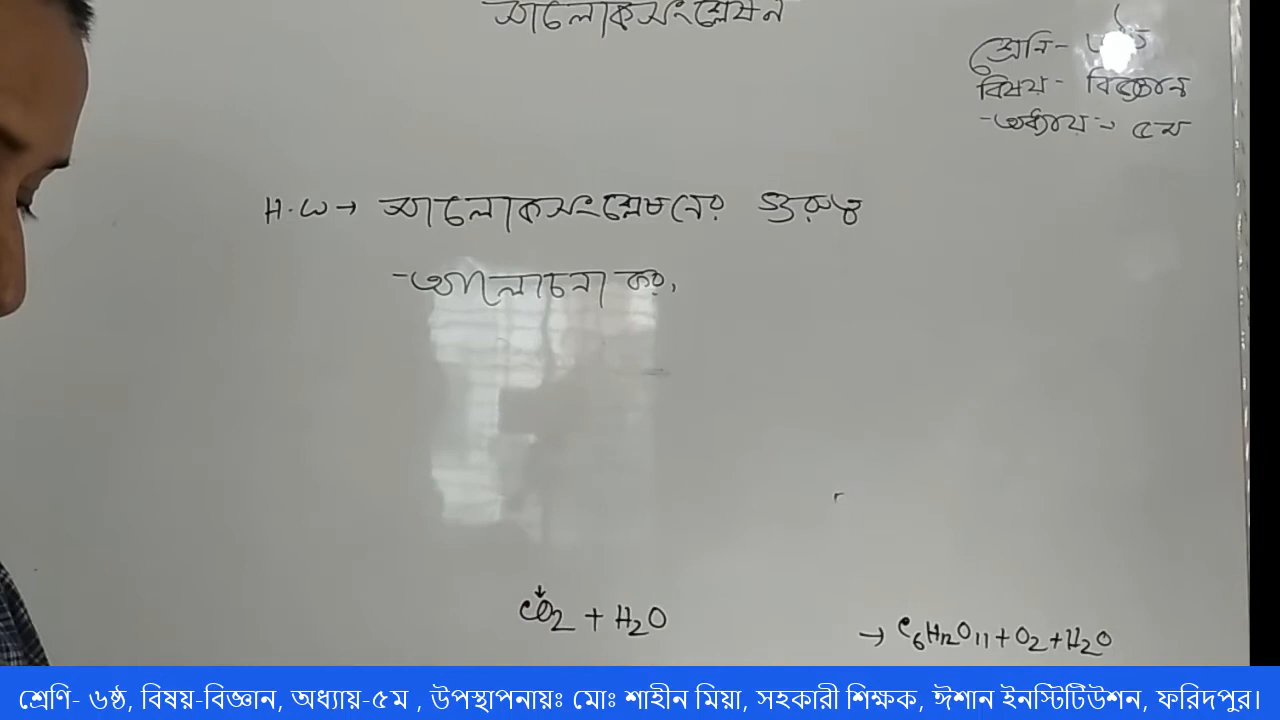 আলোকসংশ্লেষন
শ্রেনি- ৬ষ্ঠ
বিষয় - বিজ্ঞান
অধ্যায় - ৫ম
H.W → আলোকসংশ্লেষনের গুরুত্ব
আলোচনা কর,
CO₂ + H₂O → C₆H₁₂O₁₁ + O₂ + H₂O
শ্রেণি- ৬ষ্ঠ, বিষয়-বিজ্ঞান, অধ্যায়-৫ম , উপস্থাপনায়ঃ মোঃ শাহীন মিয়া, সহকারী শিক্ষক, ঈশান ইনস্টিটিউশন, ফরিদপুর।